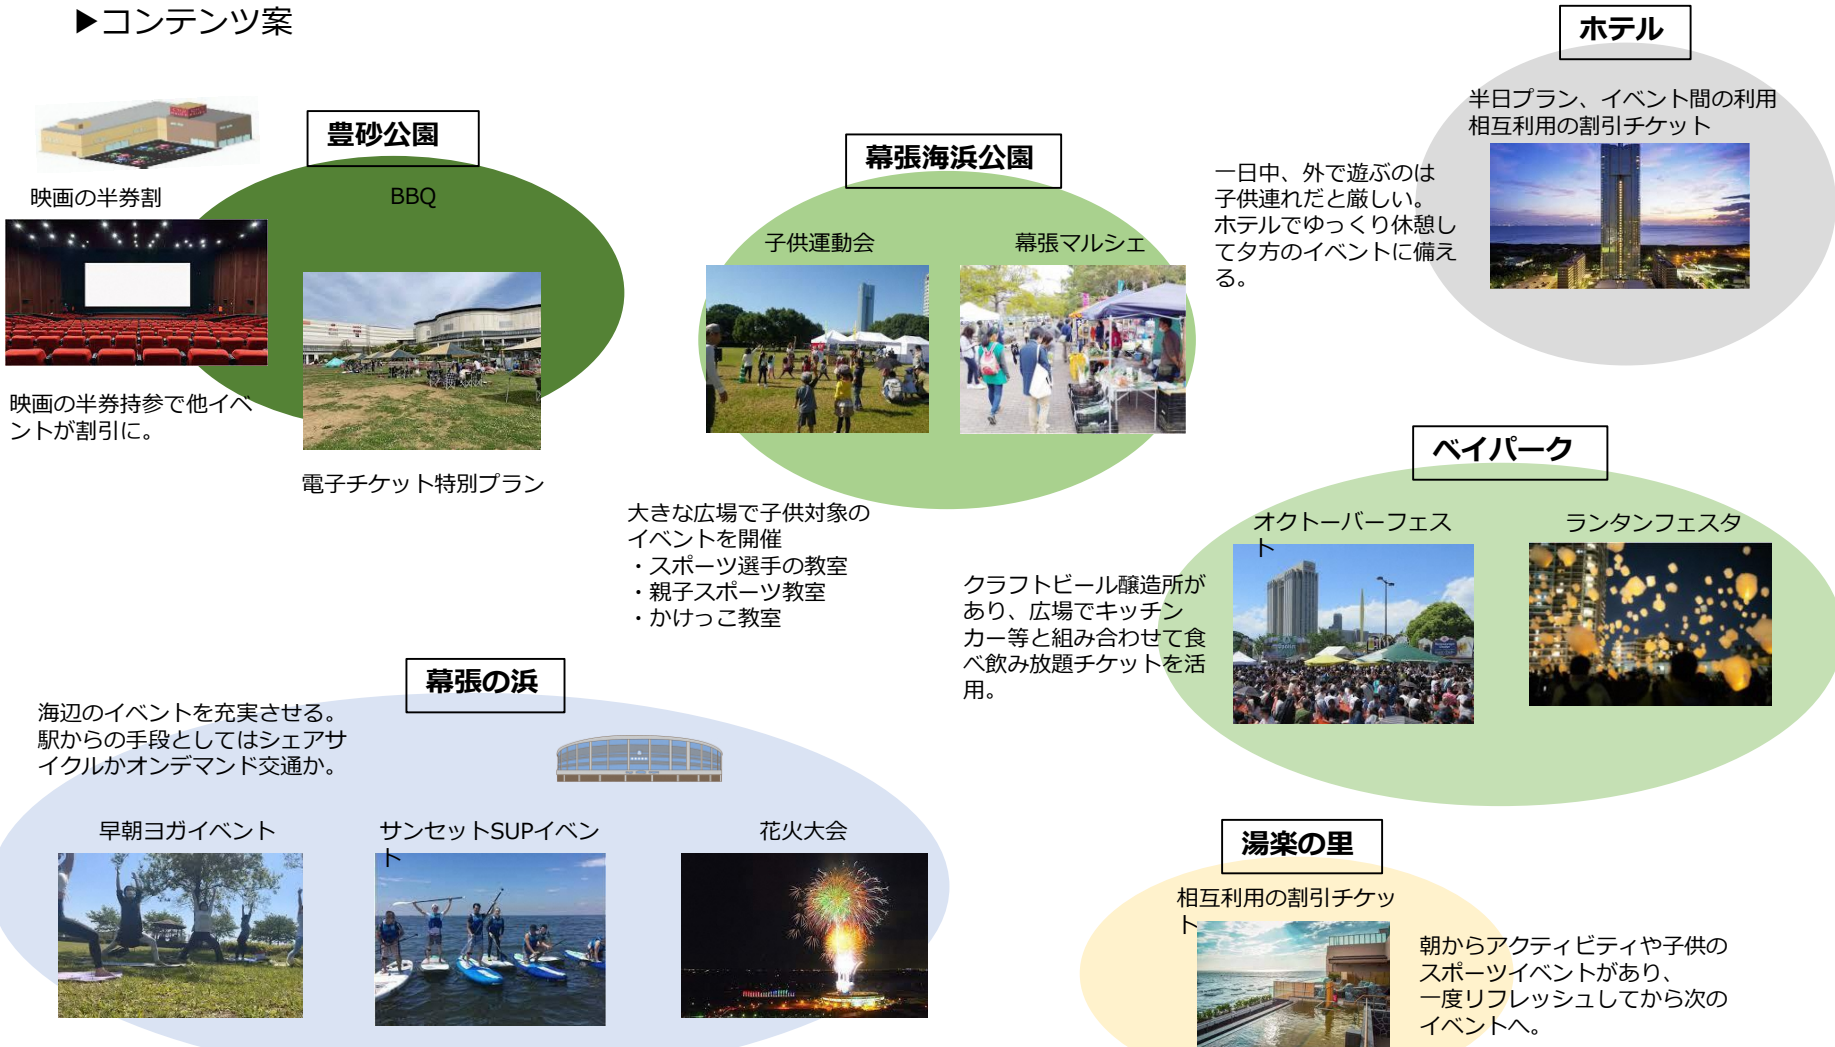 ▶コンテンツ案
豊砂公園
映画の半券割
BBQ
映画の半券持参で他イベ
ントが割引に。
電子チケット特別プラン
幕張海浜公園
子供運動会
幕張マルシェ
大きな広場で子供対象の
イベントを開催
・スポーツ選手の教室
・親子スポーツ教室
・かけっこ教室
ホテル
半日プラン、イベント間の利用
相互利用の割引チケット
一日中、外で遊ぶのは
子供連れだと厳しい。
ホテルでゆっくり休憩し
て夕方のイベントに備え
る。
ベイパーク
オクトーバーフェス
ト
ランタンフェスタ
クラフトビール醸造所が
あり、広場でキッチン
カー等と組み合わせて食
べ飲み放題チケットを活
用。
幕張の浜
海辺のイベントを充実させる。
駅からの手段としてはシェアサ
イクルかオンデマンド交通か。
早朝ヨガイベント
サンセットSUPイベン
ト
花火大会
湯楽の里
相互利用の割引チケッ
ト
朝からアクティビティや子供の
スポーツイベントがあり、
一度リフレッシュしてから次の
イベントへ。